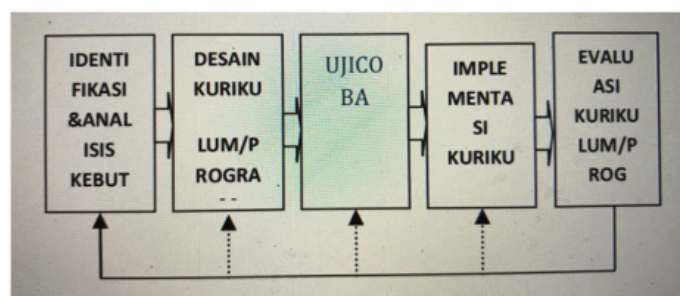 IDENTI
FIKASI
&ANAL
ISIS
KEBUT
DESAIN
KURIKU
LUM/P
ROGRA
- -
UJICO
BA
IMPLE
MENTA
SI
KURIKU
EVALU
ASI
KURIKU
LUM/P
ROG